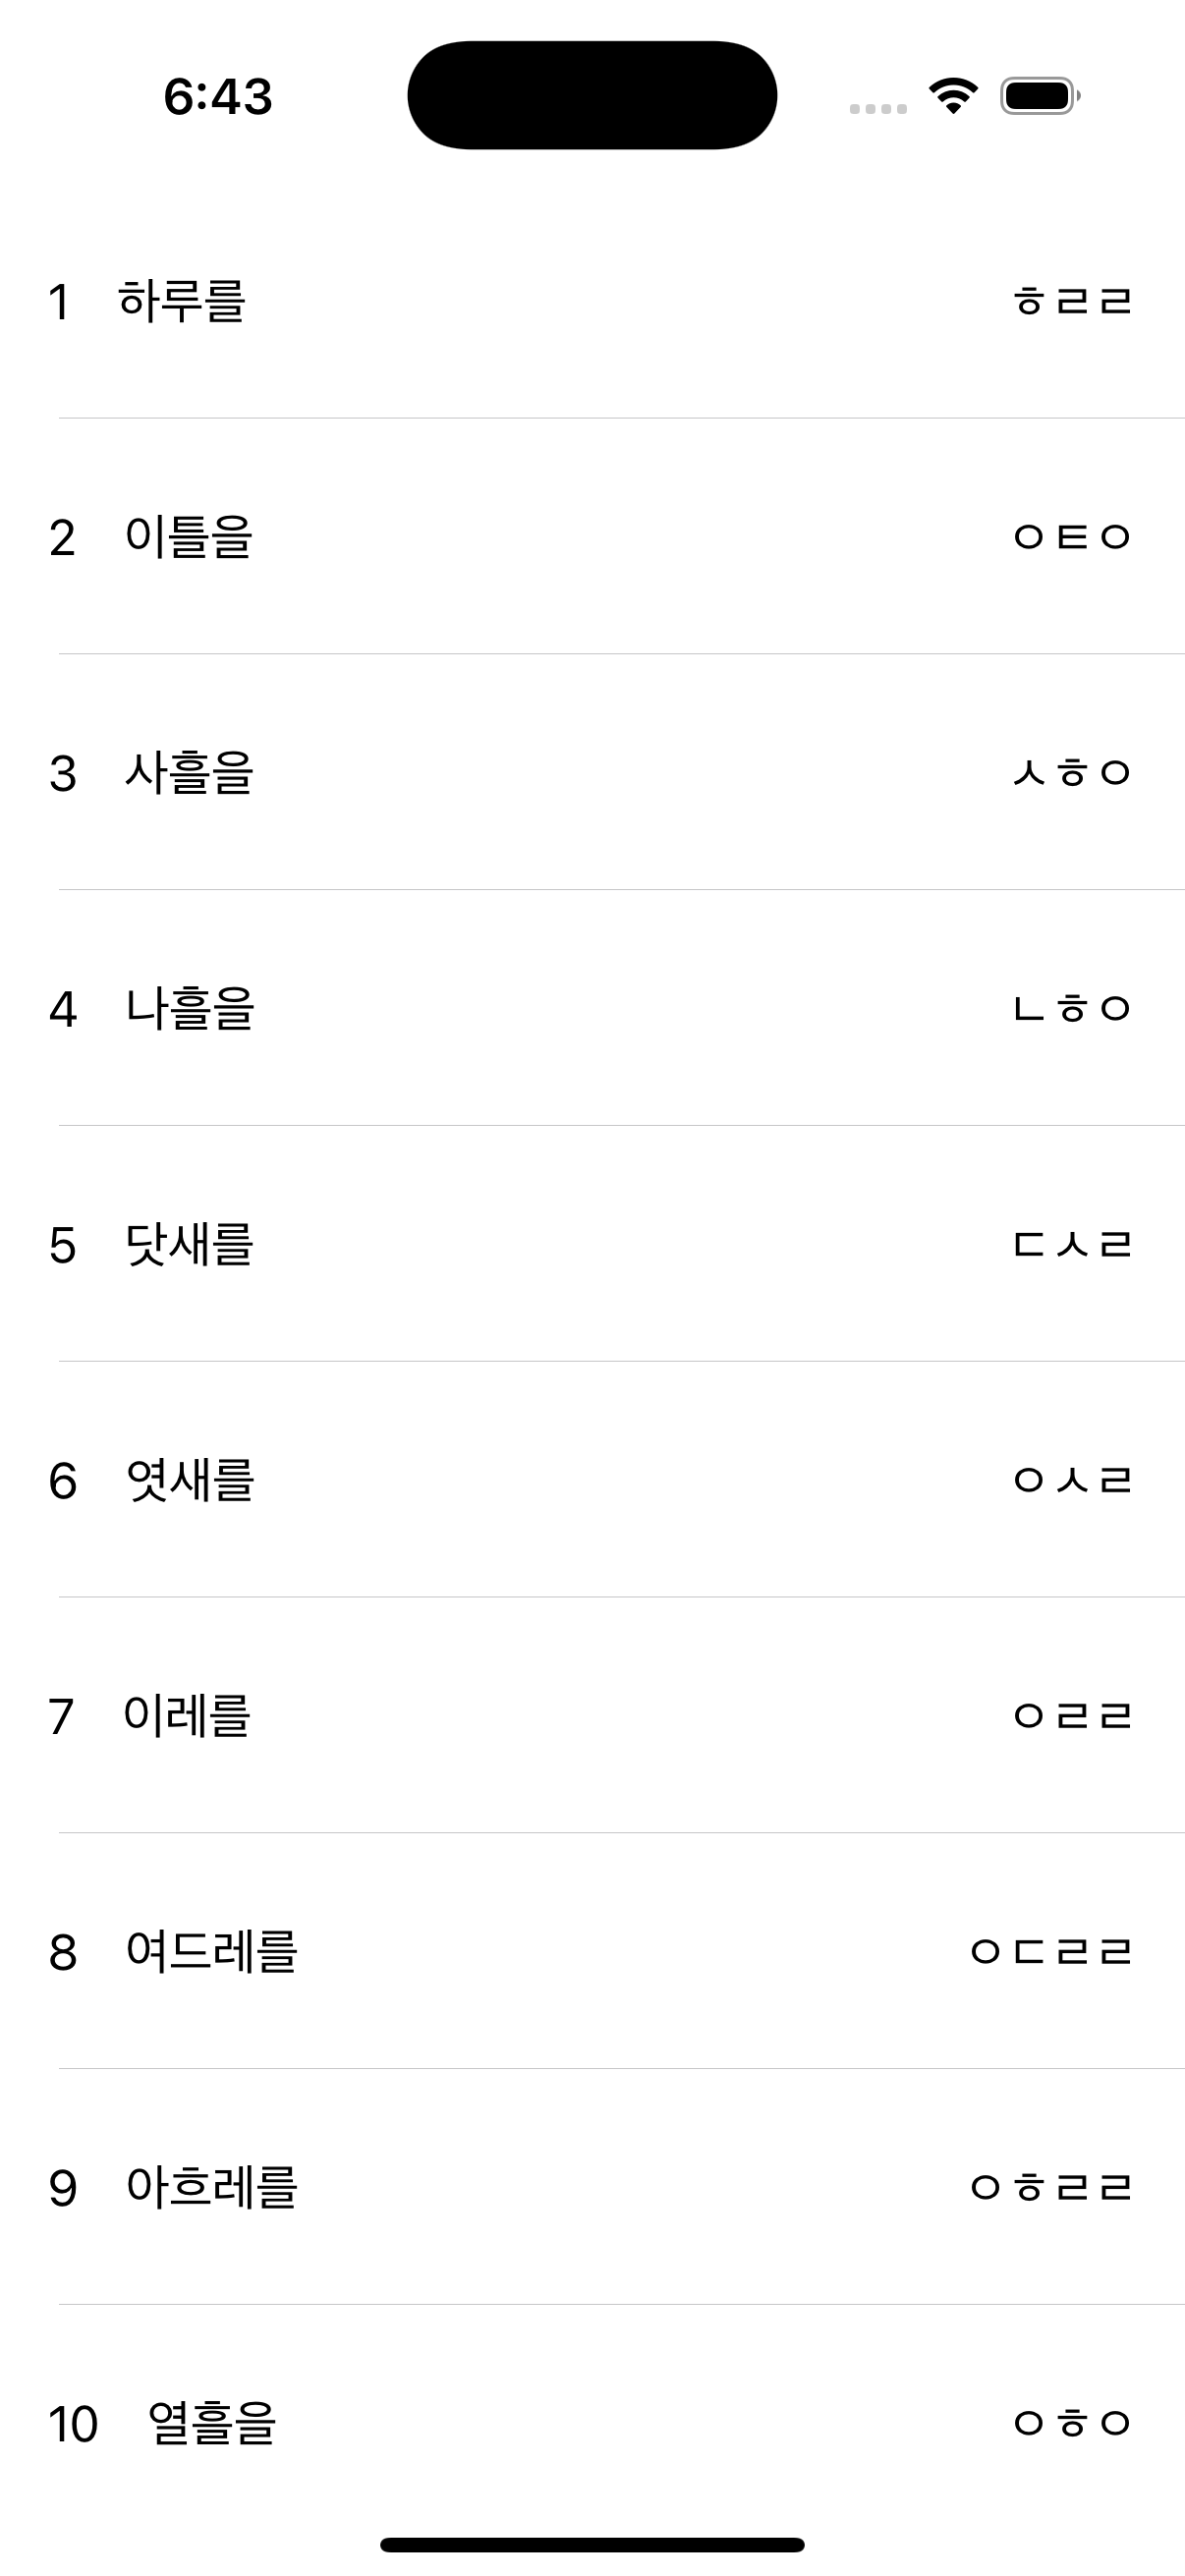 6:43
1 하루를 ㅎㄹㄹ
2 이틀을 ㅇㅌㅇ
3 사흘을 ㅅㅎㅇ
4 나흘을 ㄴㅎㅇ
5 닷새를 ㄷㅅㄹ
6 엿새를 ㅇㅅㄹ
7 이레를 ㅇㄹㄹ
8 여드레를 ㅇㄷㄹㄹ
9 아흐레를 ㅇㅎㄹㄹ
10 열흘을 ㅇㅎㅇ